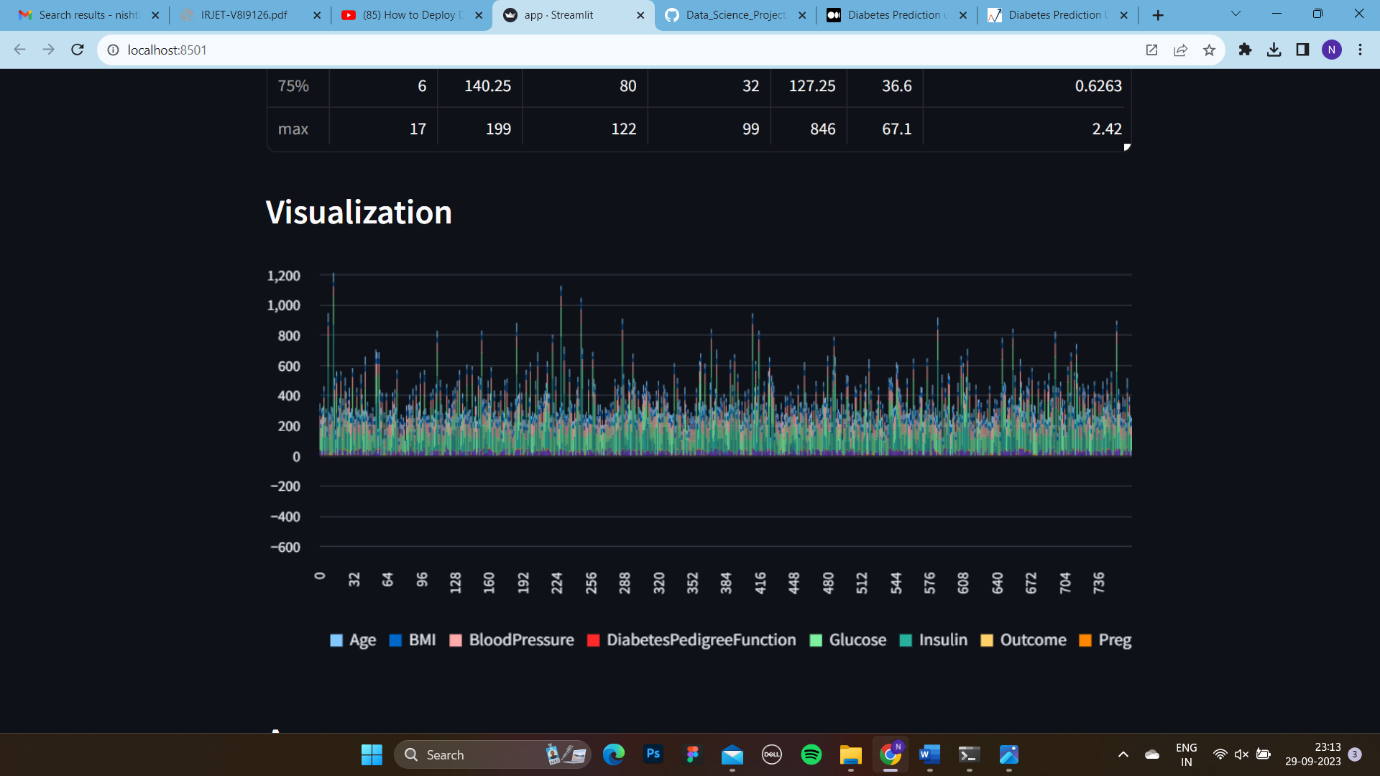 Search results - nisht
IRJET-V8I9126.pdf
(85) How to Deploy D
app · Streamlit
Data_Science_Project
Diabetes Prediction u
Diabetes Prediction U
localhost:8501
N
75% 6 140.25 80 32 127.25 36.6 0.6263
max 17 199 122 99 846 67.1 2.42
Visualization
1,200
1,000
800
600
400
200
0
−200
−400
−600
0 32 64 96 128 160 192 224 256 288 320 352 384 416 448 480 512 544 576 608 640 672 704 736
Age BMI BloodPressure DiabetesPedigreeFunction Glucose Insulin Outcome Preg
Search
Ps
DELL
N
W
ENG
IN
23:13
29-09-2023
3